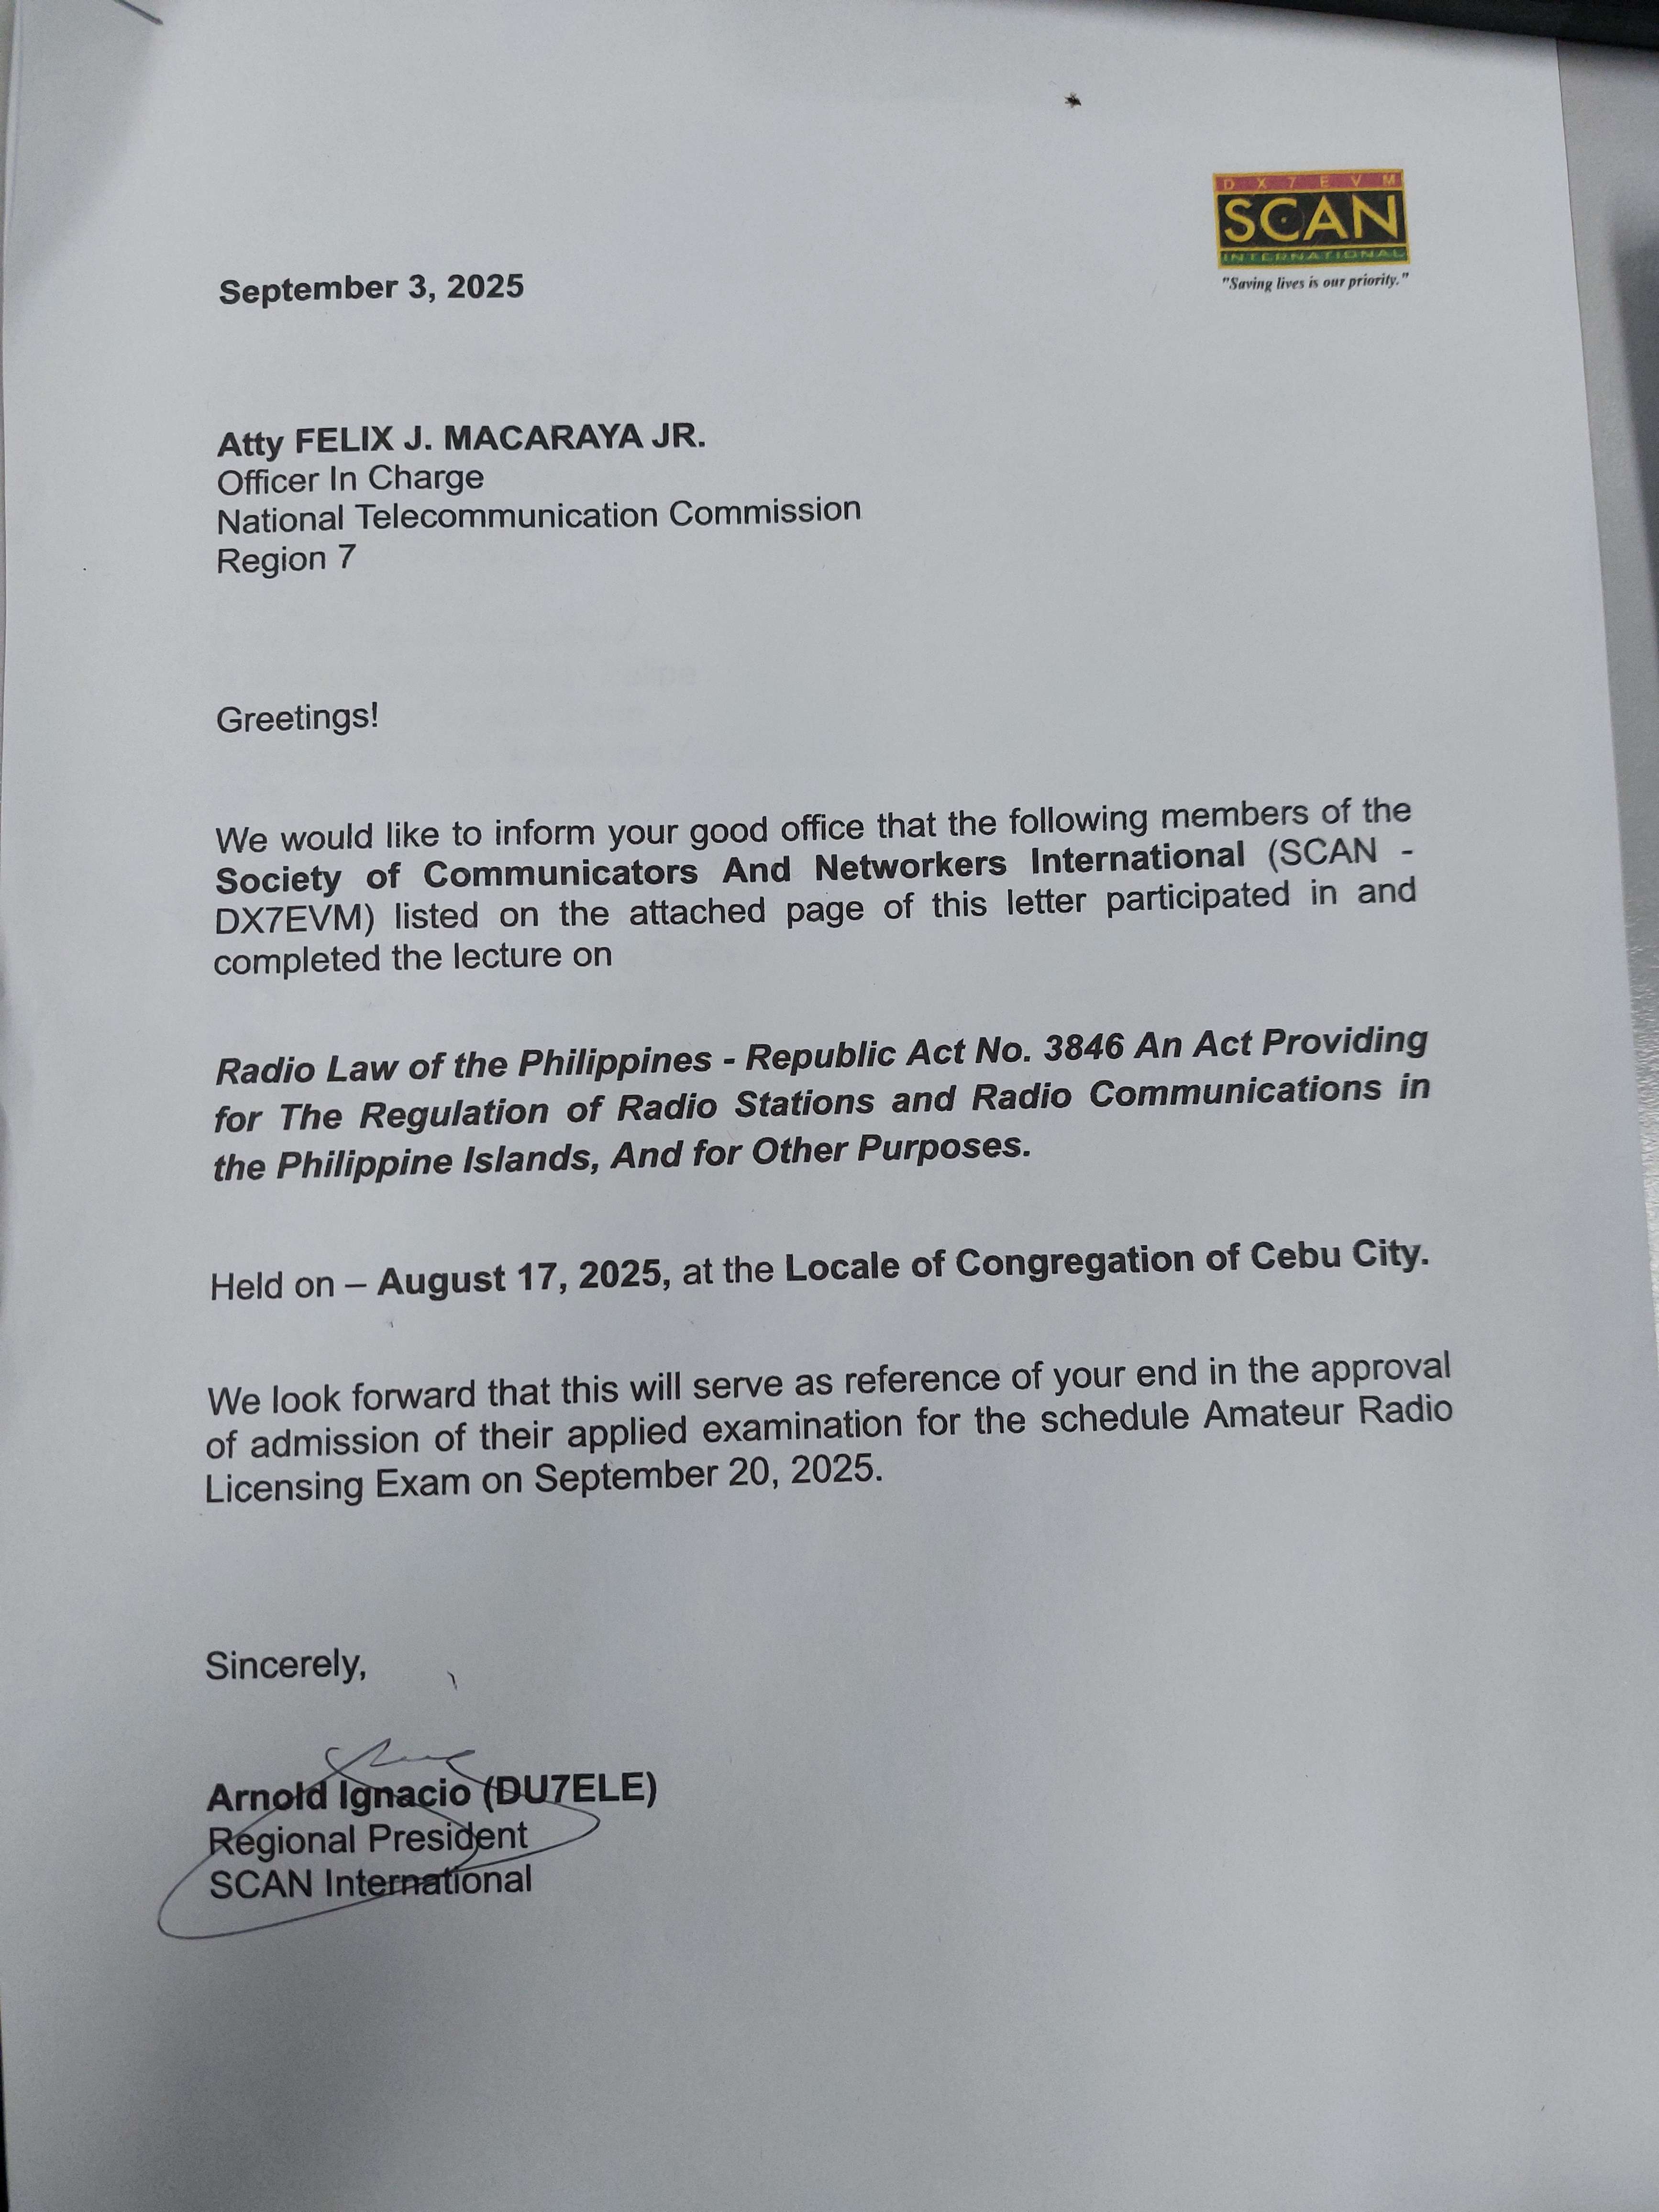 DX7EVM
SCAN
INTERNATIONAL
"Saving lives is our priority."
September 3, 2025
Atty FELIX J. MACARAYA JR.
Officer In Charge
National Telecommunication Commission
Region 7
Greetings!
We would like to inform your good office that the following members of the
Society of Communicators And Networkers International (SCAN -
DX7EVM) listed on the attached page of this letter participated in and
completed the lecture on
Radio Law of the Philippines - Republic Act No. 3846 An Act Providing
for The Regulation of Radio Stations and Radio Communications in
the Philippine Islands, And for Other Purposes.
Held on – August 17, 2025, at the Locale of Congregation of Cebu City.
We look forward that this will serve as reference of your end in the approval
of admission of their applied examination for the schedule Amateur Radio
Licensing Exam on September 20, 2025.
Sincerely,
Arnold Ignacio (DU7ELE)
Regional President
SCAN International